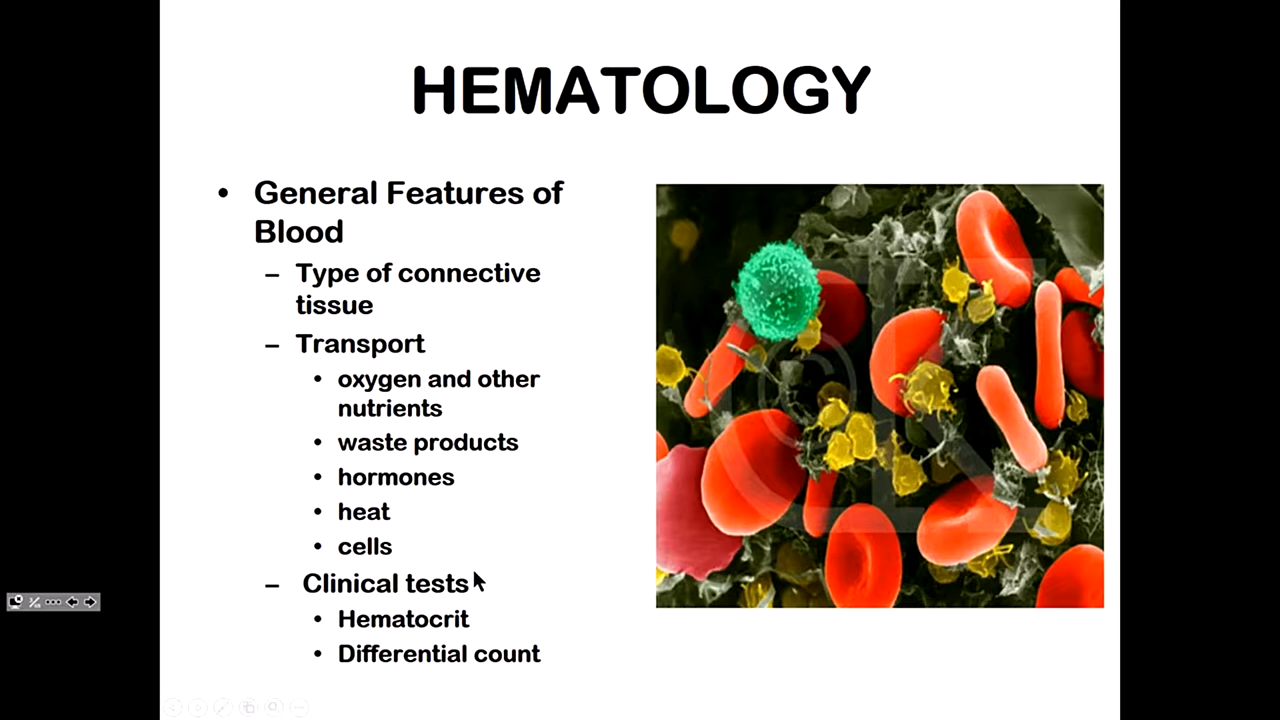 HEMATOLOGY
• General Features of
Blood
– Type of connective
tissue
– Transport
• oxygen and other
nutrients
• waste products
• hormones
• heat
• cells
– Clinical tests
• Hematocrit
• Differential count